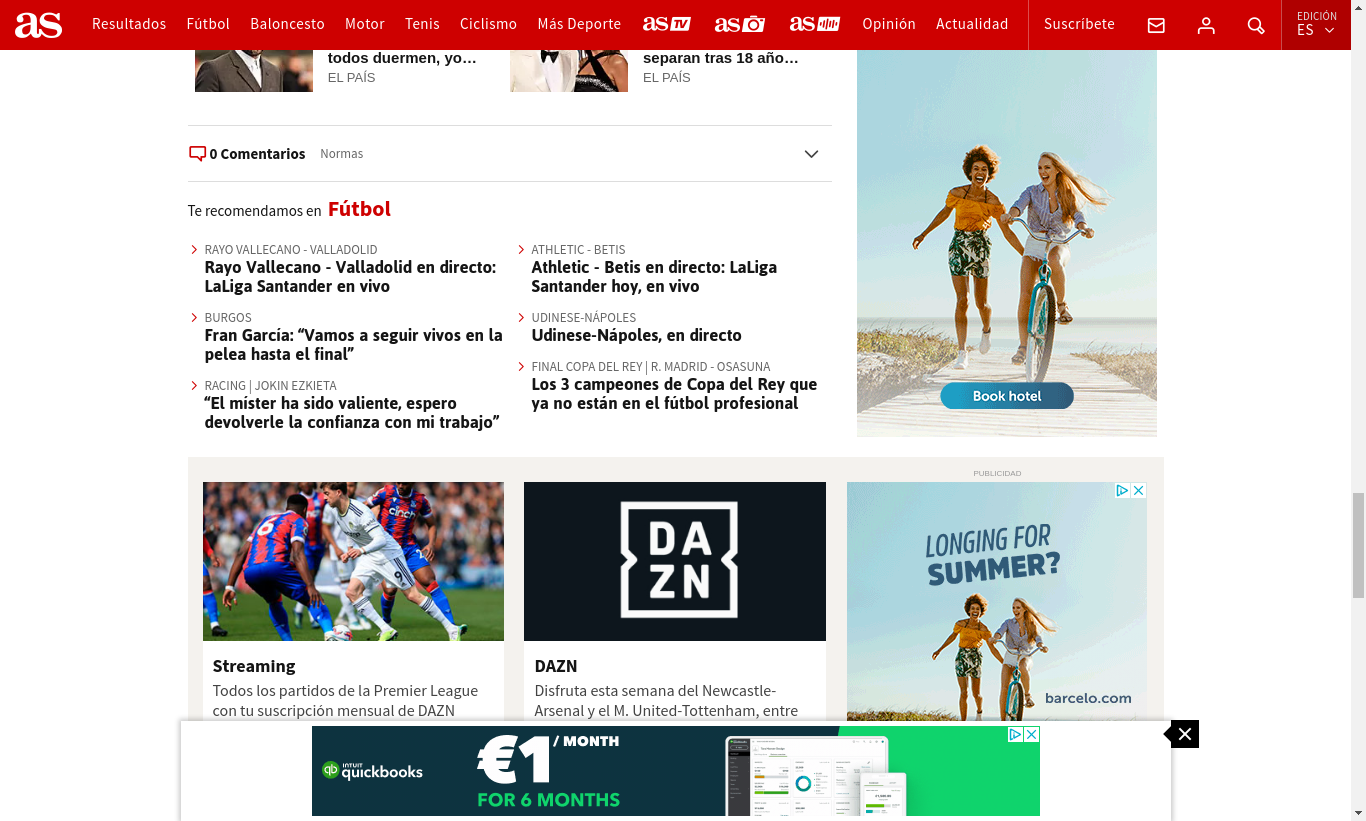 as
Resultados
Fútbol
Baloncesto
Motor
Tenis
Ciclismo
Más Deporte
as TV
as
as
Opinión
Actualidad
Suscríbete
EDICIÓN
ES
todos duermen, yo…
EL PAÍS
separan tras 18 año…
EL PAÍS
0 Comentarios
Normas
Te recomendamos en Fútbol
RAYO VALLECANO - VALLADOLID
Rayo Vallecano - Valladolid en directo:
LaLiga Santander en vivo
BURGOS
Fran García: “Vamos a seguir vivos en la
pelea hasta el final”
RACING | JOKIN EZKIETA
“El míster ha sido valiente, espero
devolverle la confianza con mi trabajo”
ATHLETIC - BETIS
Athletic - Betis en directo: LaLiga
Santander hoy, en vivo
UDINESE-NÁPOLES
Udinese-Nápoles, en directo
FINAL COPA DEL REY | R. MADRID - OSASUNA
Los 3 campeones de Copa del Rey que
ya no están en el fútbol profesional
Book hotel
PUBLICIDAD
cinch
9
DA
ZN
LONGING FOR
SUMMER?
barcelo.com
Streaming
Todos los partidos de la Premier League
con tu suscripción mensual de DAZN
DAZN
Disfruta esta semana del Newcastle-
Arsenal y el M. United-Tottenham, entre
qb
INTUIT
quickbooks
€1 / MONTH
FOR 6 MONTHS